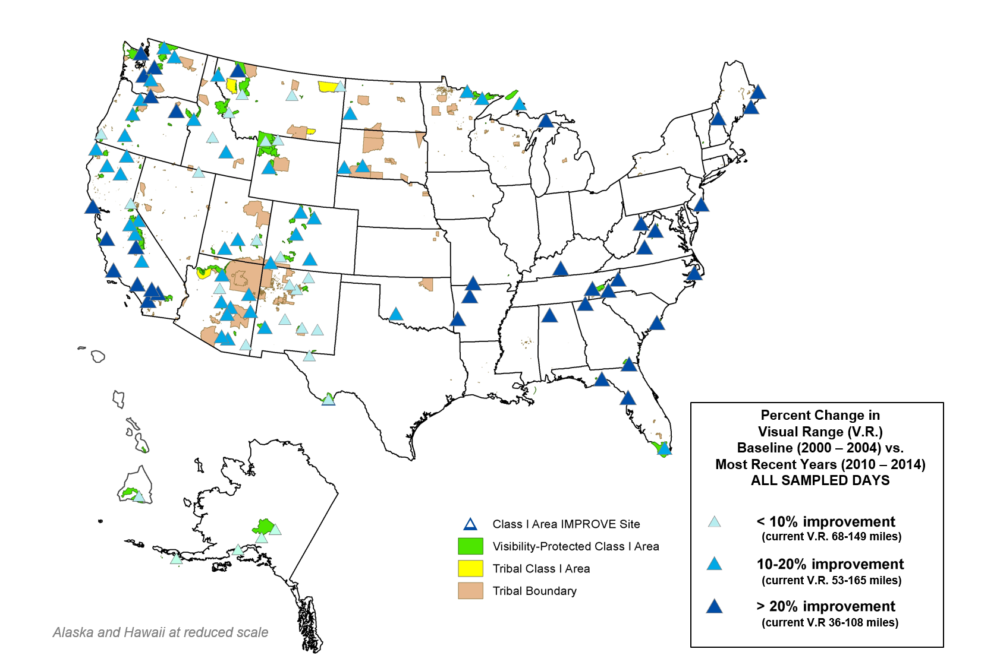 Percent Change in
Visual Range (V.R.)
Baseline (2000 – 2004) vs.
Most Recent Years (2010 – 2014)
ALL SAMPLED DAYS
< 10% improvement
(current V.R. 68-149 miles)
10-20% improvement
(current V.R. 53-165 miles)
> 20% improvement
(current V.R 36-108 miles)
Class I Area IMPROVE Site
Visibility-Protected Class I Area
Tribal Class I Area
Tribal Boundary
Alaska and Hawaii at reduced scale